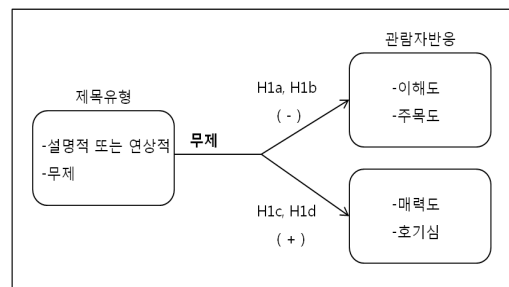 제목유형
-설명적 또는 연상적
-무제
무제
H1a, H1b
( - )
H1c, H1d
( + )
관람자반응
-이해도
-주목도
-매력도
-호기심